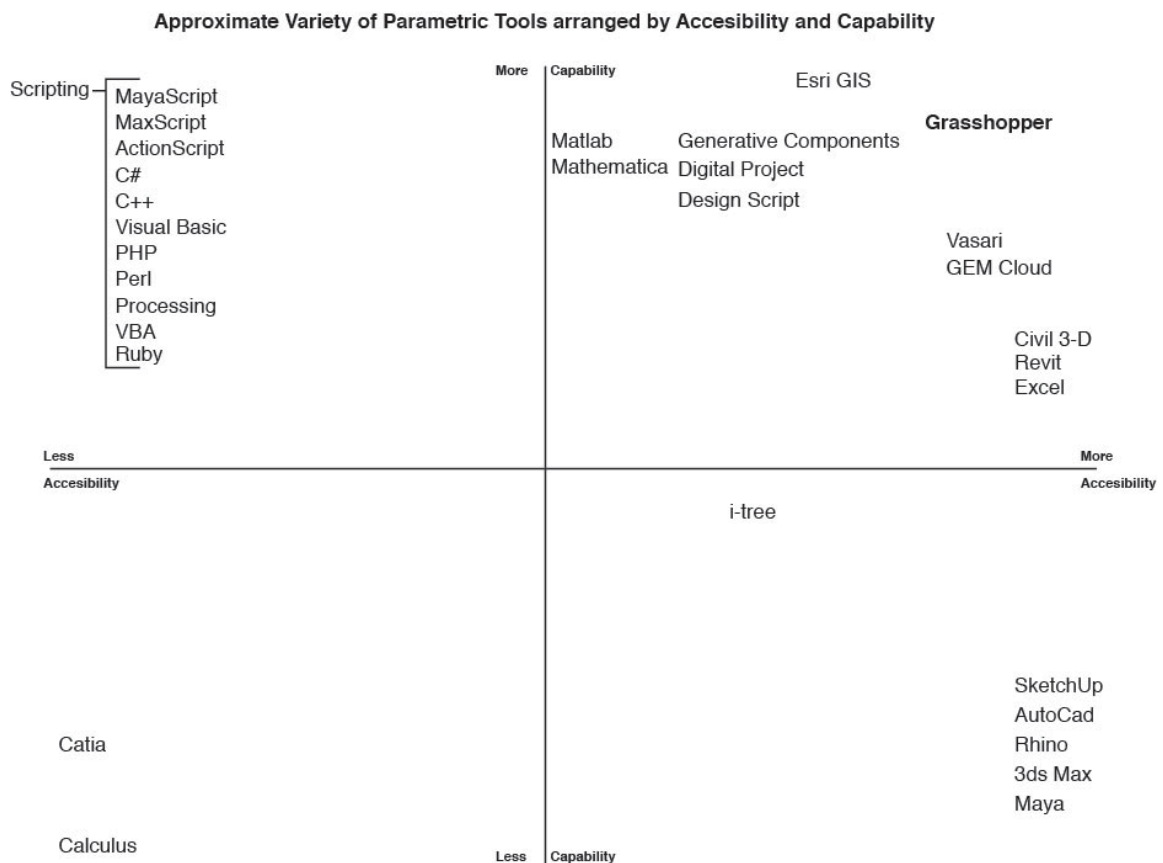 Approximate Variety of Parametric Tools arranged by Accesibility and Capability
More Capability
Scripting
MayaScript
MaxScript
ActionScript
C#
C++
Visual Basic
PHP
Perl
Processing
VBA
Ruby
Esri GIS
Grasshopper
Matlab
Mathematica
Generative Components
Digital Project
Design Script
Vasari
GEM Cloud
Civil 3-D
Revit
Excel
Less
Accesibility
More
Accesibility
i-tree
SketchUp
AutoCad
Rhino
3ds Max
Maya
Catia
Calculus
Less Capability